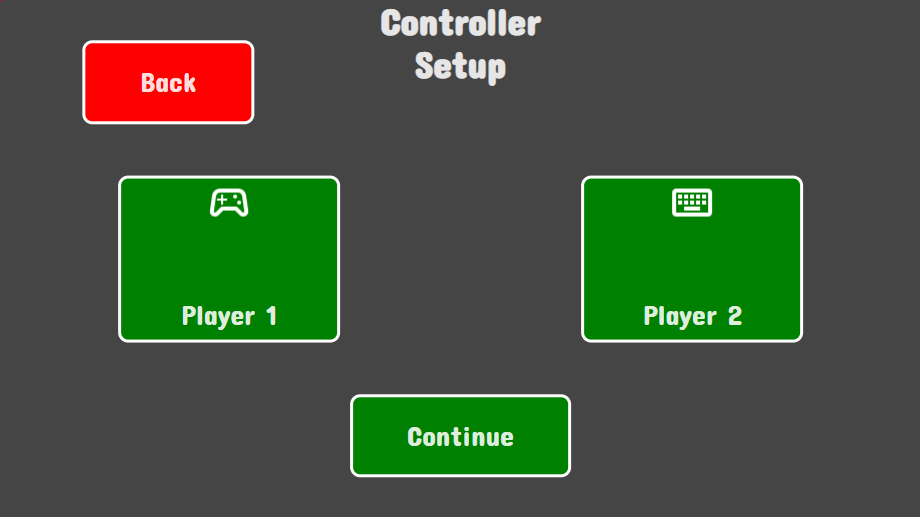 Controller
Setup
Back
Player 1
Player 2
Continue